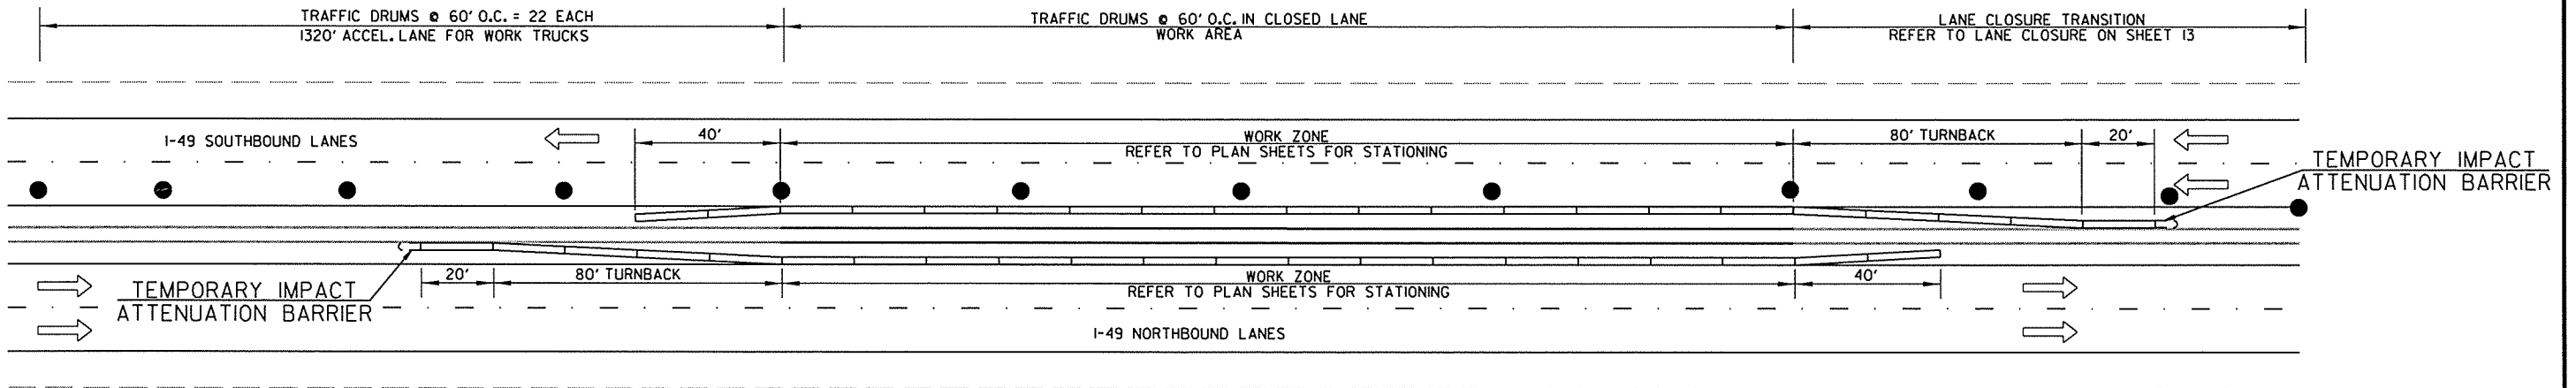 TRAFFIC DRUMS @ 60' O.C. = 22 EACH
1320' ACCEL. LANE FOR WORK TRUCKS
TRAFFIC DRUMS @ 60' O.C. IN CLOSED LANE
WORK AREA
LANE CLOSURE TRANSITION
REFER TO LANE CLOSURE ON SHEET 13
I-49 SOUTHBOUND LANES
40'
WORK ZONE
REFER TO PLAN SHEETS FOR STATIONING
80' TURNBACK
20'
TEMPORARY IMPACT
ATTENUATION BARRIER
20'
80' TURNBACK
WORK ZONE
REFER TO PLAN SHEETS FOR STATIONING
40'
TEMPORARY IMPACT
ATTENUATION BARRIER
I-49 NORTHBOUND LANES